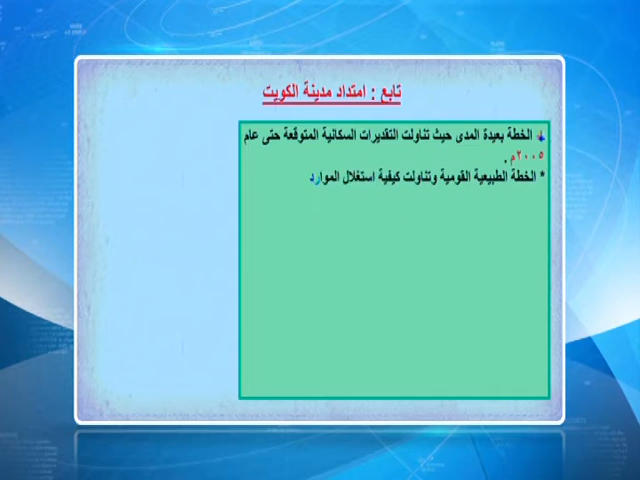 تابع : امتداد مدينة الكويت
الخطة بعيدة المدى حيث تناولت التقديرات السكانية المتوقعة حتى عام
٢٠٠٥م .
* الخطة الطبيعية القومية وتناولت كيفية استغلال الموارد